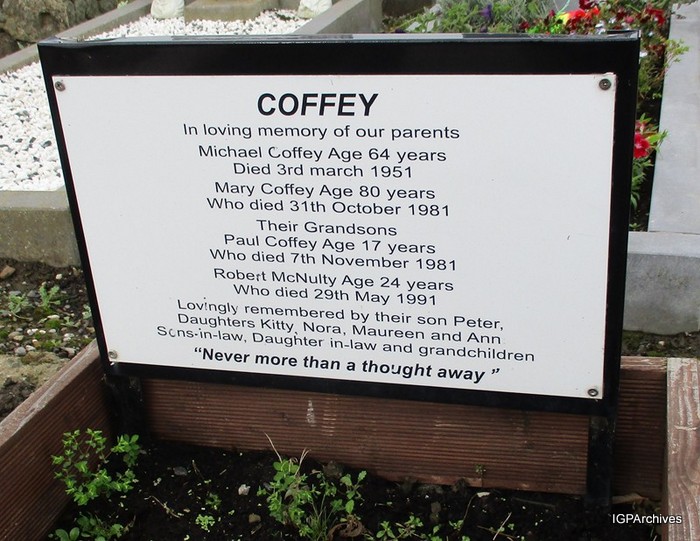 COFFEY
In loving memory of our parents
Michael Coffey Age 64 years
Died 3rd march 1951
Mary Coffey Age 80 years
Who died 31th October 1981
Their Grandsons
Paul Coffey Age 17 years
Who died 7th November 1981
Robert McNulty Age 24 years
Who died 29th May 1991
Lovingly remembered by their son Peter,
Daughters Kitty, Nora, Maureen and Ann
Sons-in-law, Daughter in-law and grandchildren
“Never more than a thought away ”
IGPArchives